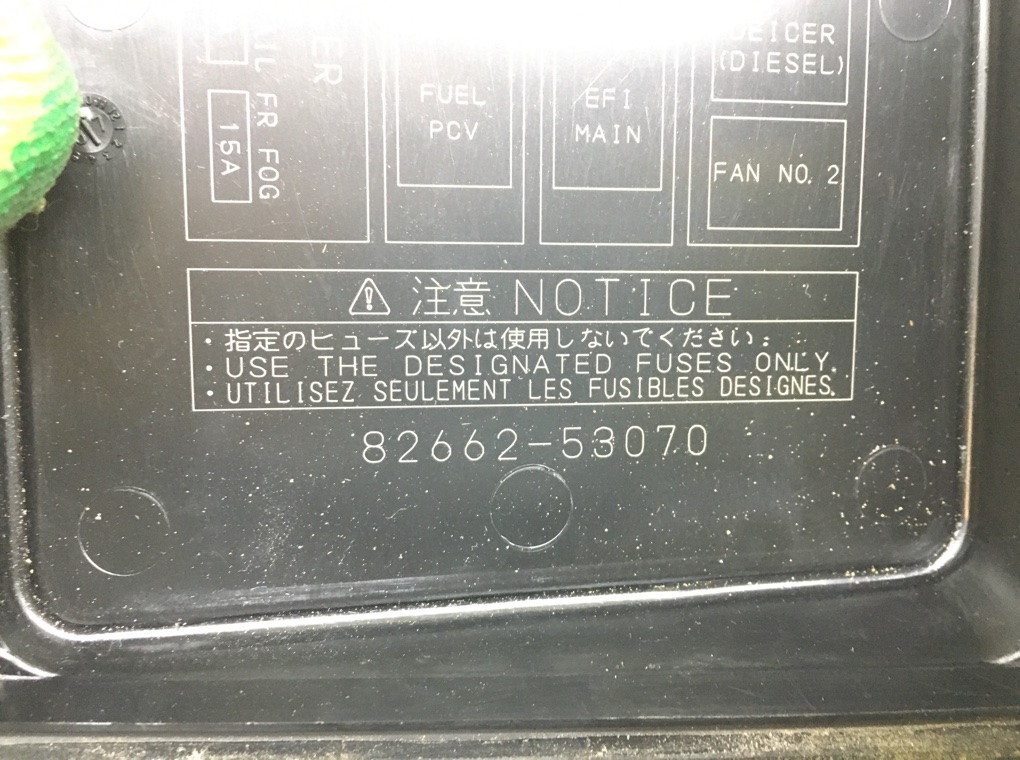 DEICER
(DIESEL)
FUEL
PCV
EFI
MAIN
FAN NO. 2
FR FOG
15A
⚠ 注意 NOTICE
・指定のヒューズ以外は使用しないでください。
・USE THE DESIGNATED FUSES ONLY.
・UTILISEZ SEULEMENT LES FUSIBLES DESIGNES.
82662-53070